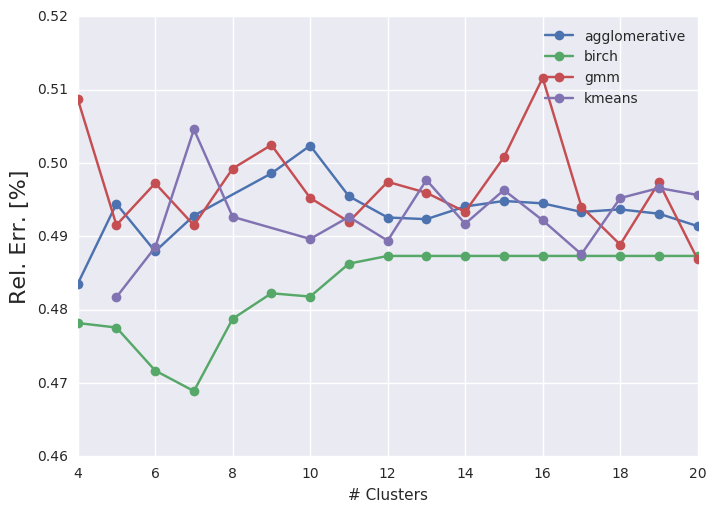 0.52
0.51
0.50
0.49
0.48
0.47
0.46
Rel. Err. [%]
agglomerative
birch
gmm
kmeans
4 6 8 10 12 14 16 18 20
# Clusters